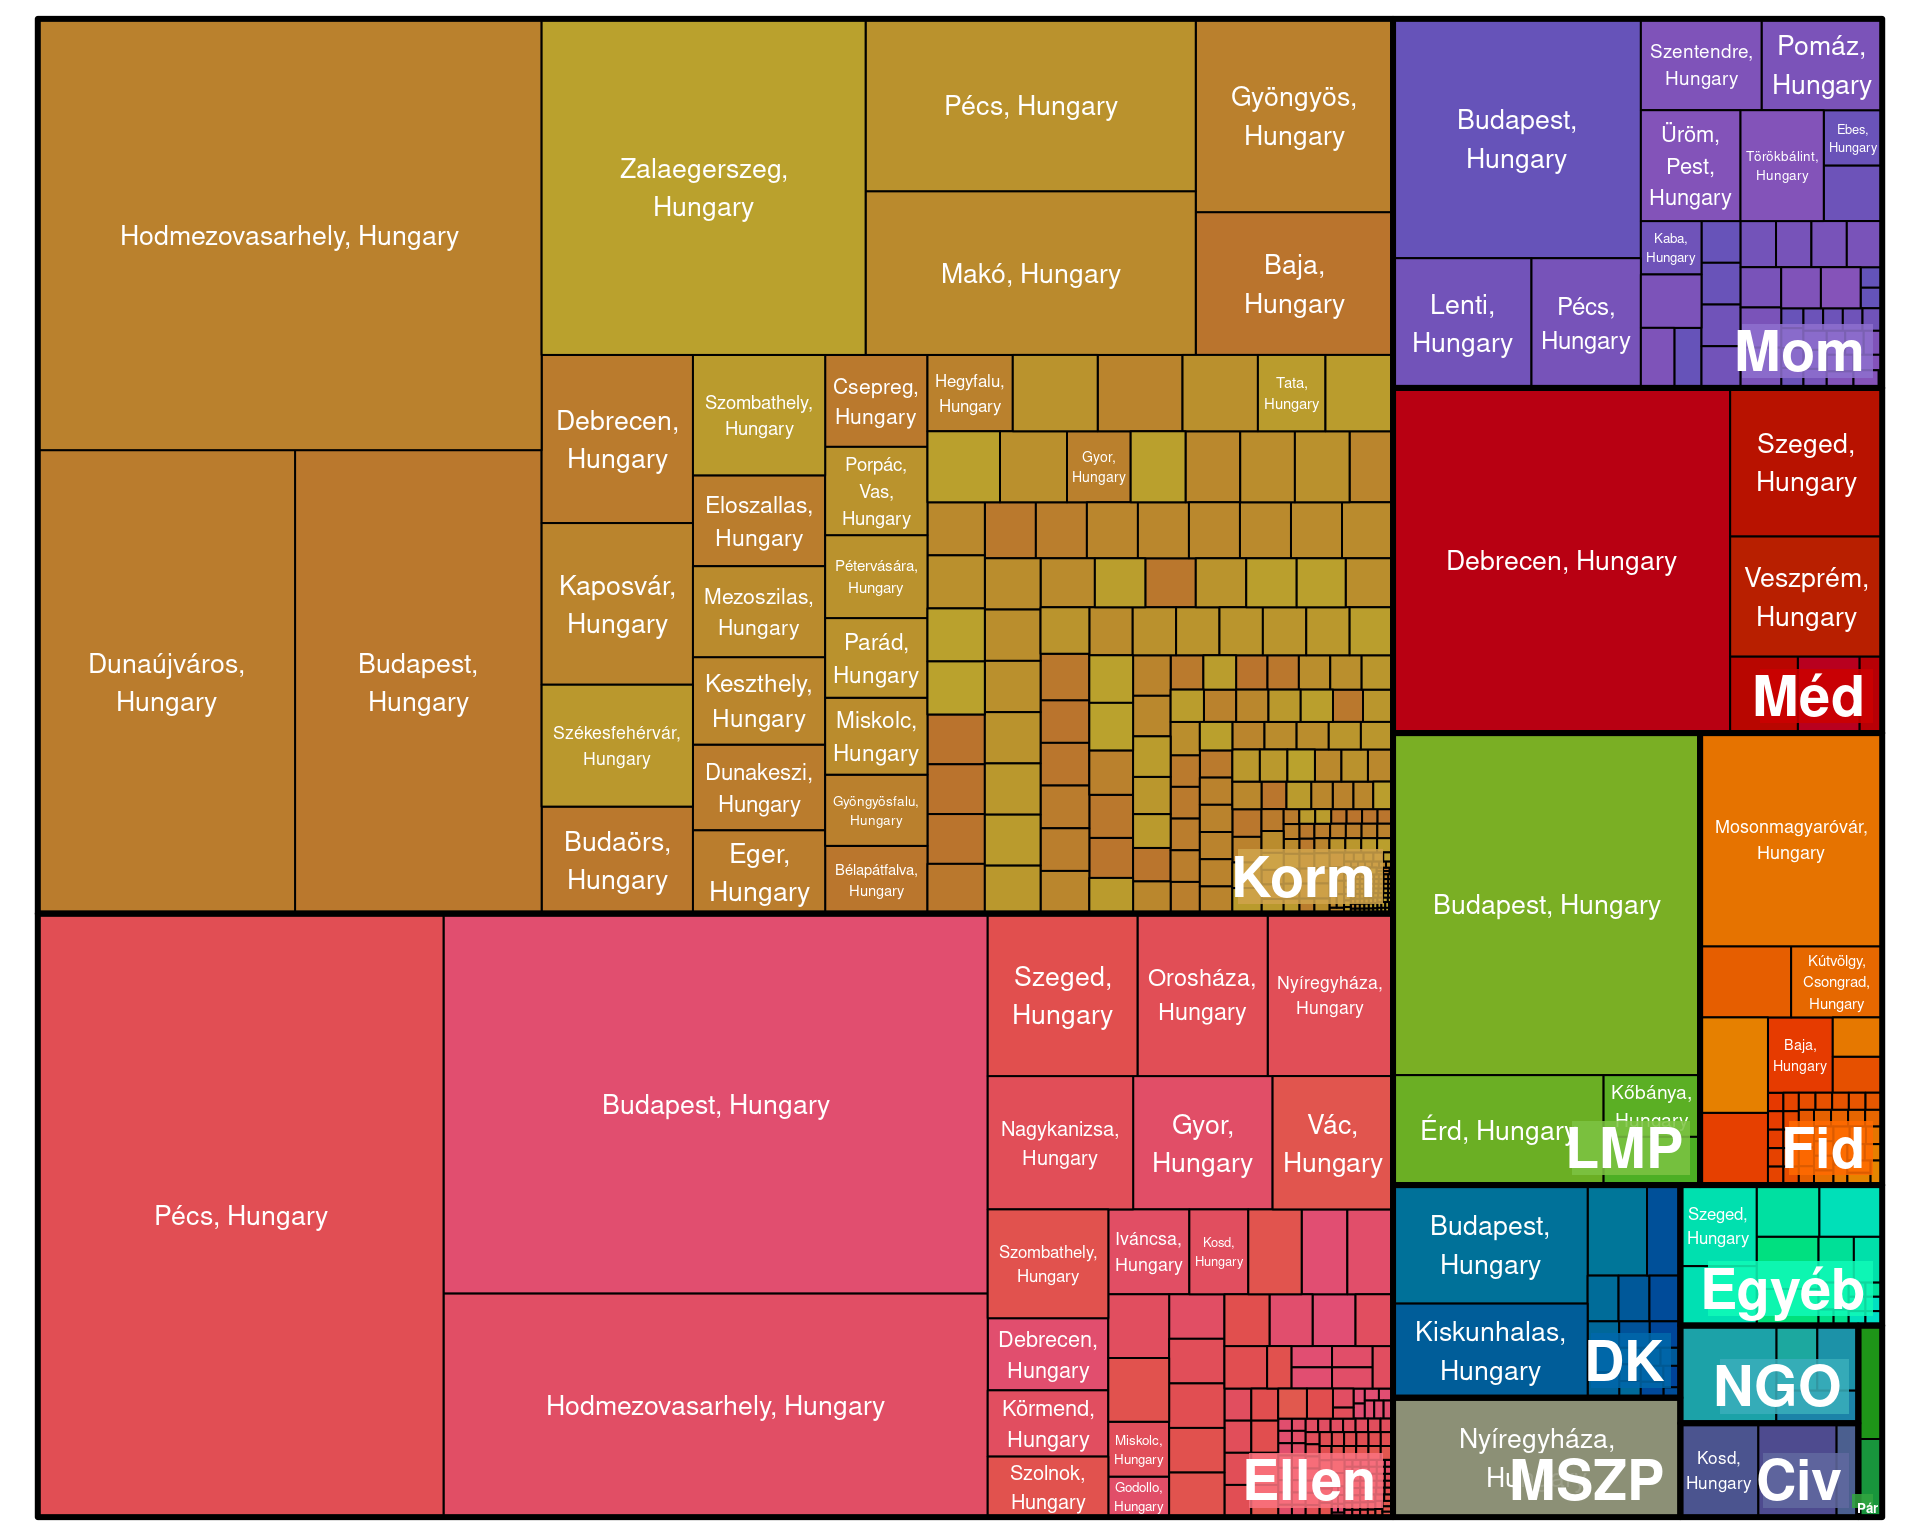 Hodmezovasarhely, Hungary
Dunaújváros,
Hungary
Budapest,
Hungary
Zalaegerszeg,
Hungary
Pécs, Hungary
Makó, Hungary
Gyöngyös,
Hungary
Baja,
Hungary
Debrecen,
Hungary
Kaposvár,
Hungary
Székesfehérvár,
Hungary
Budaörs,
Hungary
Szombathely,
Hungary
Eloszallas,
Hungary
Mezoszilas,
Hungary
Keszthely,
Hungary
Dunakeszi,
Hungary
Eger,
Hungary
Csepreg,
Hungary
Porpác,
Vas,
Hungary
Pétervására,
Hungary
Parád,
Hungary
Miskolc,
Hungary
Gyöngyösfalu,
Hungary
Bélapátfalva,
Hungary
Hegyfalu,
Hungary
Tata,
Hungary
Gyor,
Hungary
Korm
Pécs, Hungary
Budapest, Hungary
Hodmezovasarhely, Hungary
Szeged,
Hungary
Orosháza,
Hungary
Nyíregyháza,
Hungary
Nagykanizsa,
Hungary
Gyor,
Hungary
Vác,
Hungary
Szombathely,
Hungary
Debrecen,
Hungary
Körmend,
Hungary
Szolnok,
Hungary
Iváncsa,
Hungary
Kosd,
Hungary
Miskolc,
Hungary
Godollo,
Hungary
Ellen
Budapest,
Hungary
Lenti,
Hungary
Pécs,
Hungary
Szentendre,
Hungary
Pomáz,
Hungary
Üröm,
Pest,
Hungary
Törökbálint,
Hungary
Ebes,
Hungary
Kaba,
Hungary
Mom
Debrecen, Hungary
Szeged,
Hungary
Veszprém,
Hungary
Méd
Budapest, Hungary
Érd, Hungary
Kőbánya,
Hungary
LMP
Mosonmagyaróvár,
Hungary
Kútvölgy,
Csongrad,
Hungary
Baja,
Hungary
Fid
Budapest,
Hungary
Kiskunhalas,
Hungary
DK
Szeged,
Hungary
Egyéb
NGO
Nyíregyháza,
MSZP
Kosd,
Hungary
Civ
Pár